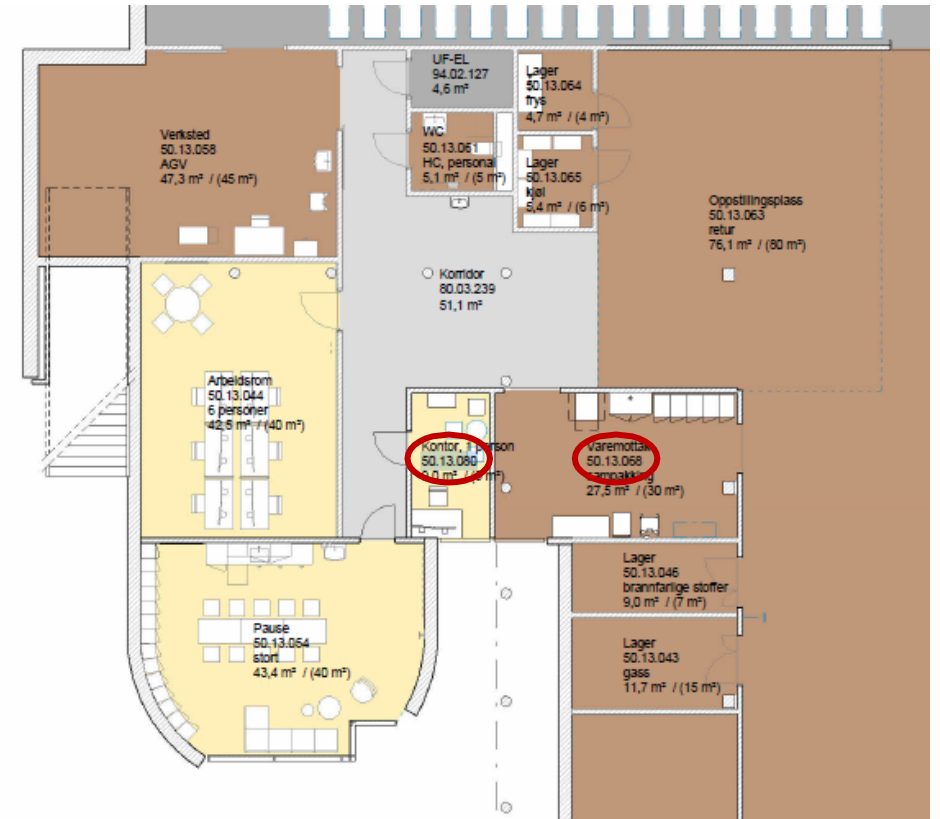 UF-EL
94.02.127
4,6 m²
Lager
50.13.064
frys
4,7 m² / (4 m²)
Verksted
50.13.058
AGV
47,3 m² / (45 m²)
WC
50.13.061
HC, personal
5,1 m² / (5 m²)
Lager
50.13.065
kjøl
5,4 m² / (6 m²)
Oppstillingsplass
50.13.063
retur
76,1 m² / (80 m²)
Korridor
80.03.239
51,1 m²
Arbeidsrom
50.13.044
6 personer
42,5 m² / (40 m²)
Kontor, 1 person
50.13.080
9,0 m² / (9 m²)
Varemottak
50.13.068
sampakking
27,5 m² / (30 m²)
Lager
50.13.046
brannfarlige stoffer
9,0 m² / (7 m²)
Pause
50.13.054
stort
43,4 m² / (40 m²)
Lager
50.13.043
gass
11,7 m² / (15 m²)